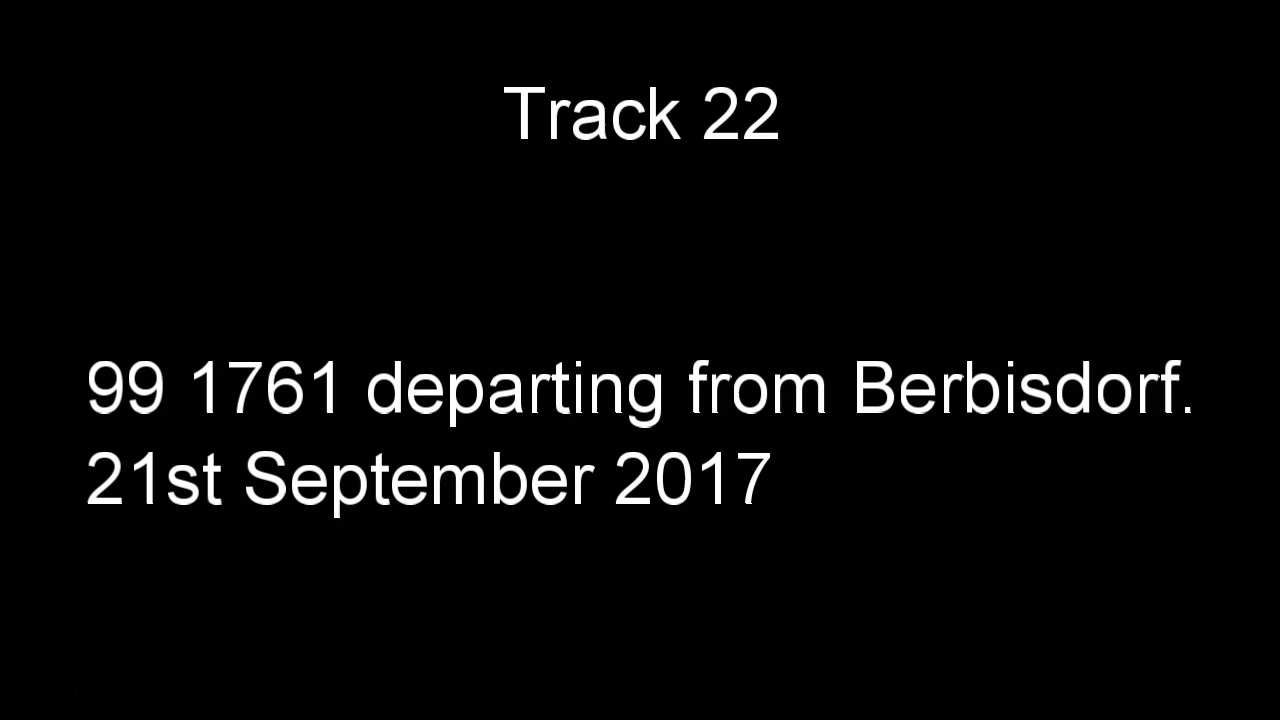 Track 22
99 1761 departing from Berbisdorf.
21st September 2017